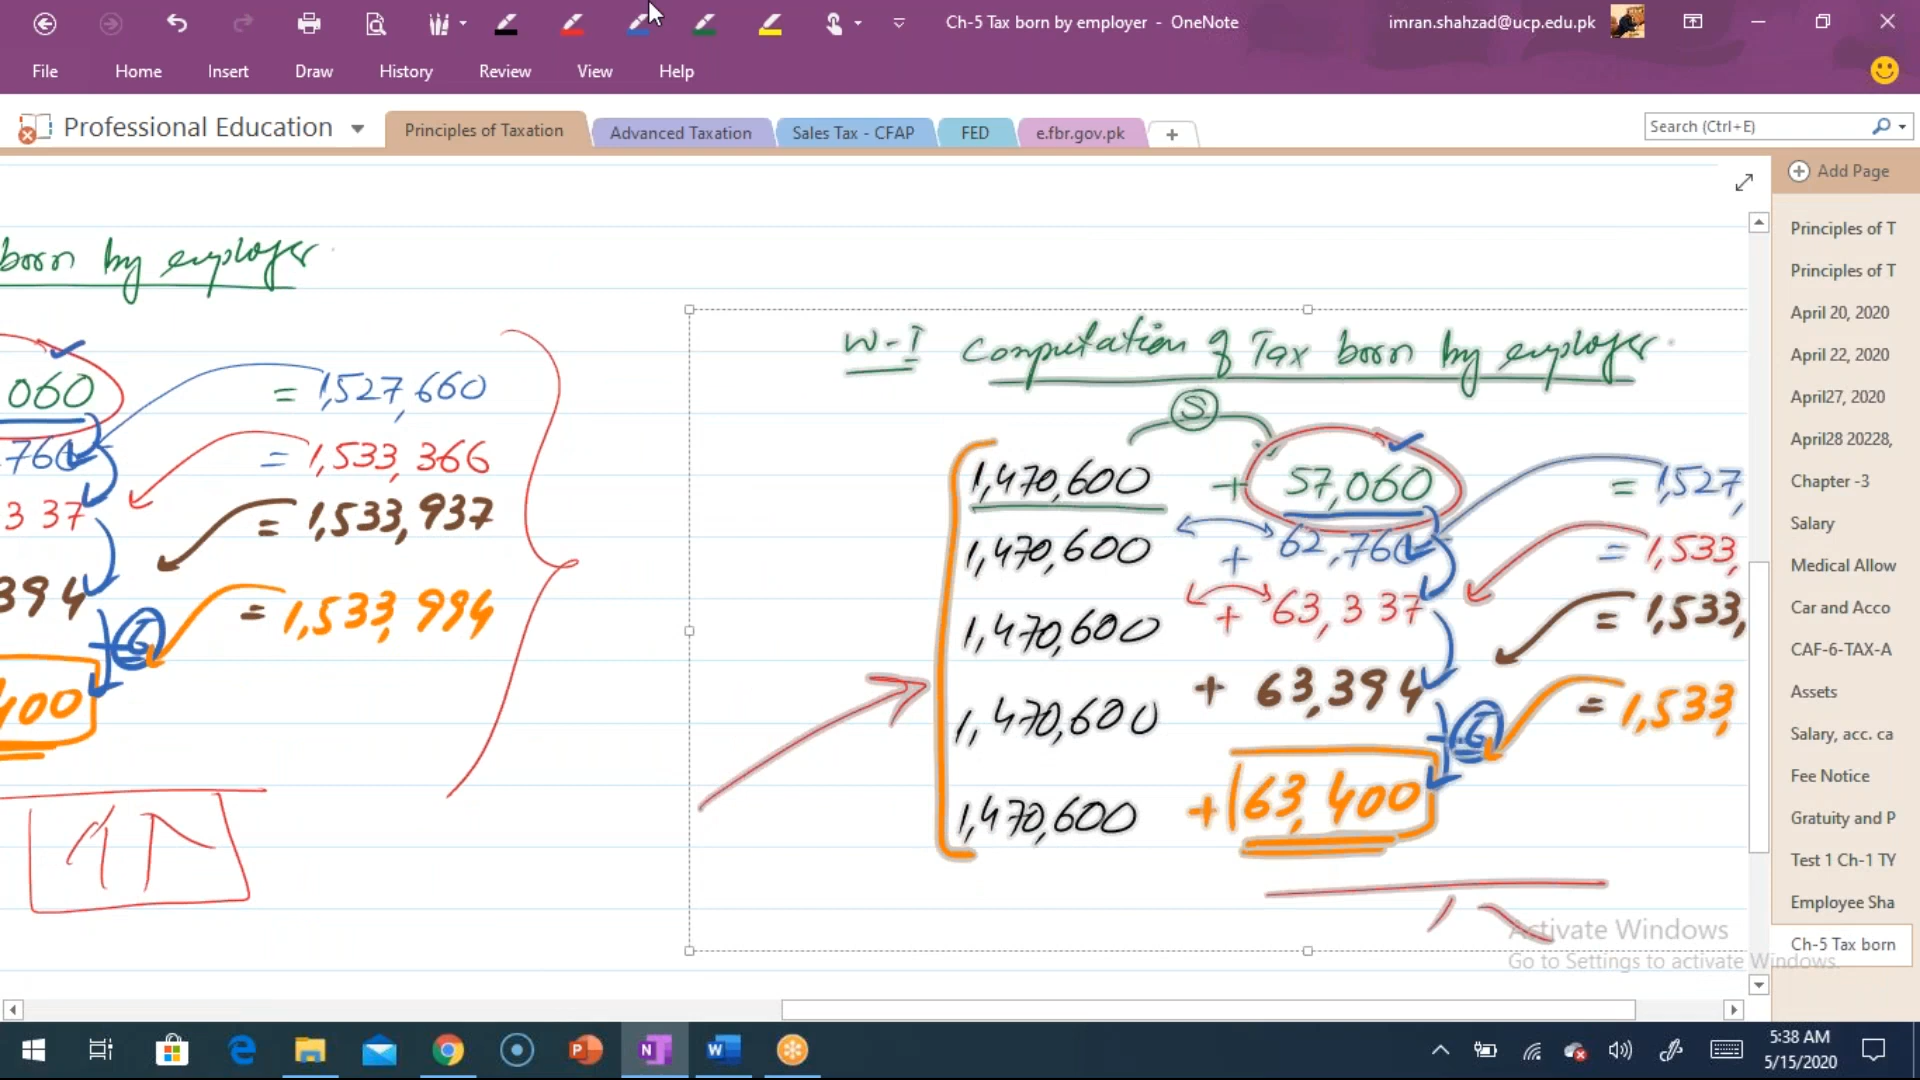 Ch-5 Tax born by employer - OneNote
imran.shahzad@ucp.edu.pk
File Home Insert Draw History Review View Help
Professional Education
Principles of Taxation
Advanced Taxation
Sales Tax - CFAP
FED
e.fbr.gov.pk
+
Search (Ctrl+E)
Add Page
Principles of T
Principles of T
April 20, 2020
April 22, 2020
April27, 2020
April28 20228,
Chapter -3
Salary
Medical Allow
Car and Acco
CAF-6-TAX-A
Assets
Salary, acc. ca
Fee Notice
Gratuity and P
Test 1 Ch-1 TY
Employee Sha
Ch-5 Tax born
born by employer
060 = 1,527,660
760 = 1,533,366
337 = 1,533,937
394 = 1,533,994
400
W-I Computation of Tax born by employer
S
1,470,600 + 57,060 = 1,527,
1,470,600 + 62,760 = 1,533,
1,470,600 + 63,337 = 1,533,
1,470,600 + 63,394 = 1,533,
1,470,600 + 63,400
Activate Windows
Go to Settings to activate Windows.
5:38 AM
5/15/2020